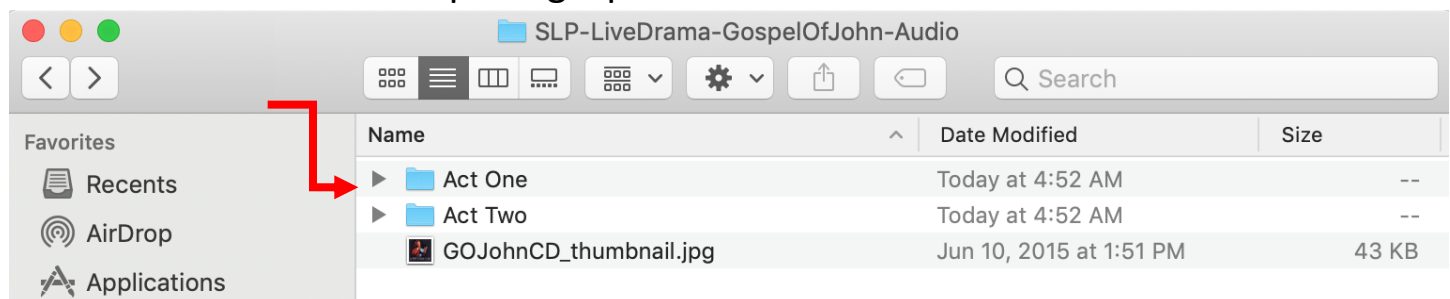 SLP-LiveDrama-GospelOfJohn-Audio
Search
Favorites
Recents
AirDrop
Applications
Name Date Modified Size
Act One Today at 4:52 AM --
Act Two Today at 4:52 AM --
GOJohnCD_thumbnail.jpg Jun 10, 2015 at 1:51 PM 43 KB